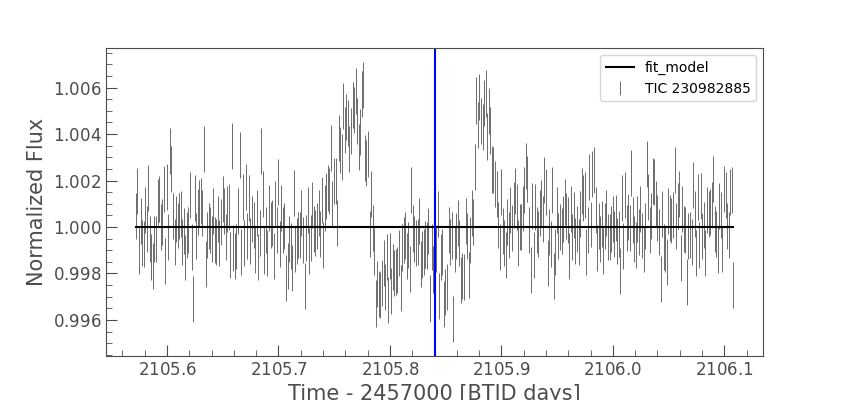 fit_model
TIC 230982885
1.006
1.004
1.002
1.000
0.998
0.996
Normalized Flux
2105.6 2105.7 2105.8 2105.9 2106.0 2106.1
Time - 2457000 [BTJD days]